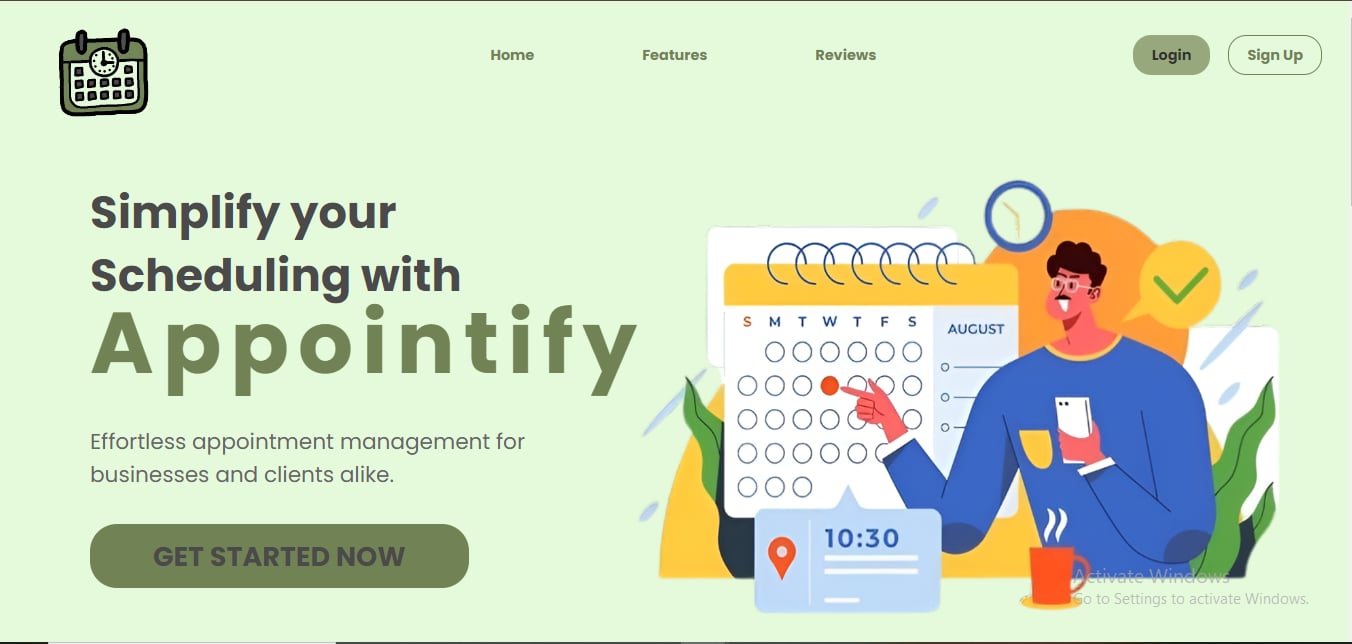 Home
Features
Reviews
Login
Sign Up
Simplify your
Scheduling with
Appointify
Effortless appointment management for
businesses and clients alike.
GET STARTED NOW
S M T W T F S
AUGUST
10:30
Activate Windows
Go to Settings to activate Windows.